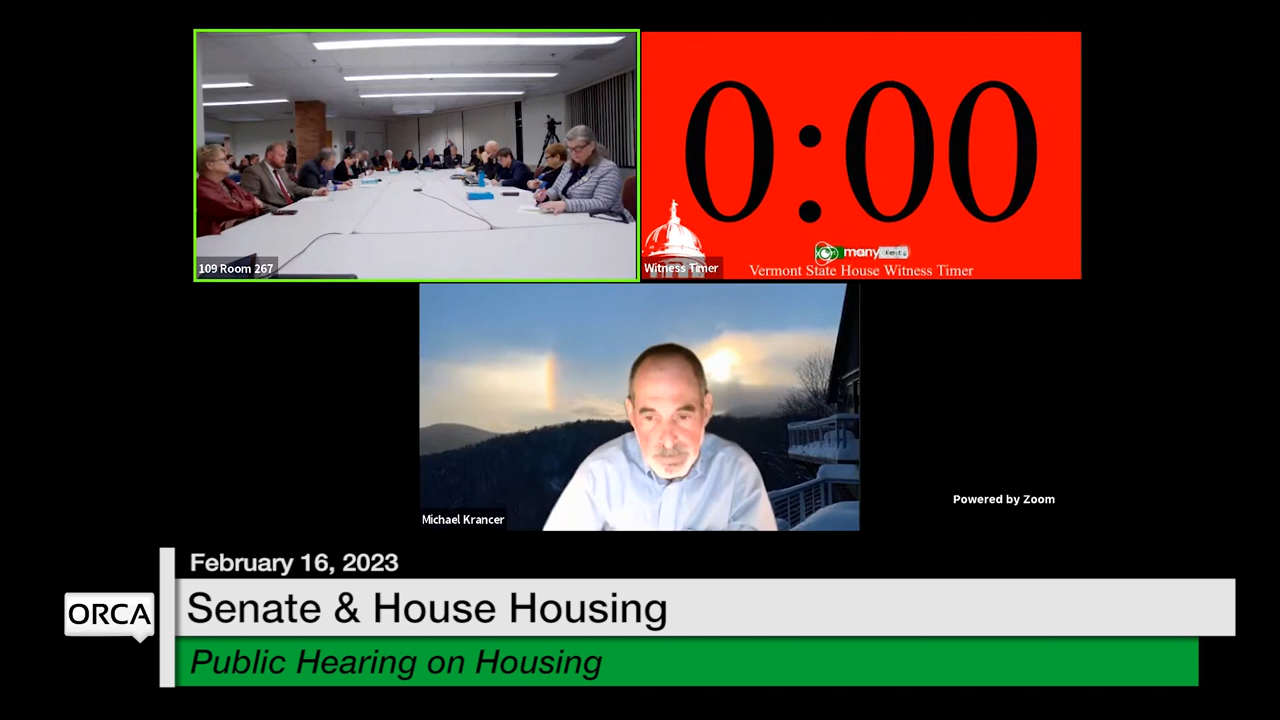 0:00
many
109 Room 267
Witness Timer
Vermont State House Witness Timer
Michael Krancer
Powered by Zoom
February 16, 2023
ORCA
Senate & House Housing
Public Hearing on Housing